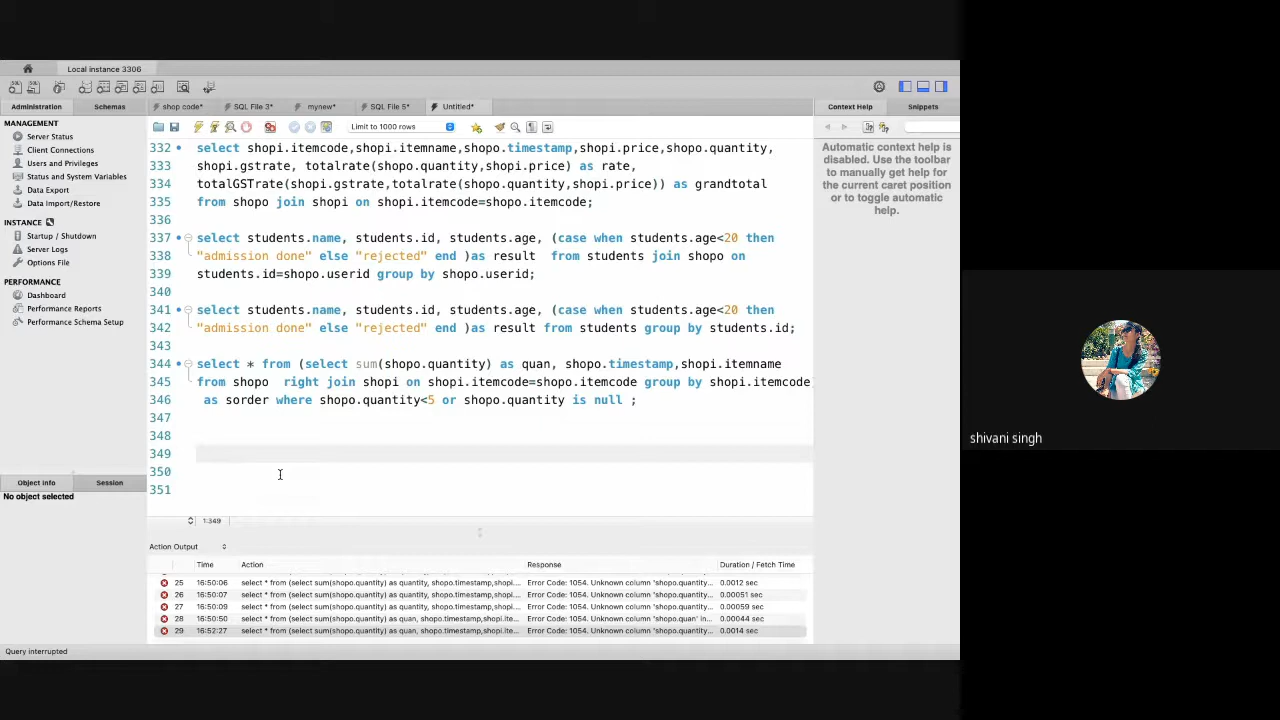 Local instance 3306
Administration
Schemas
shop code*
SQL File 3*
mynew*
SQL File 5*
Untitled*
Context Help
Snippets
MANAGEMENT
Server Status
Client Connections
Users and Privileges
Status and System Variables
Data Export
Data Import/Restore
INSTANCE
Startup / Shutdown
Server Logs
Options File
PERFORMANCE
Dashboard
Performance Reports
Performance Schema Setup
Object Info
Session
No object selected
Limit to 1000 rows
332 select shopi.itemcode,shopi.itemname,shopo.timestamp,shopi.price,shopo.quantity,
333 shopi.gstrate, totalrate(shopo.quantity,shopi.price) as rate,
334 totalGSTrate(shopi.gstrate,totalrate(shopo.quantity,shopi.price)) as grandtotal
335 from shopo join shopi on shopi.itemcode=shopo.itemcode;
336
337 select students.name, students.id, students.age, (case when students.age<20 then
338 "admission done" else "rejected" end )as result  from students join shopo on
339 students.id=shopo.userid group by shopo.userid;
340
341 select students.name, students.id, students.age, (case when students.age<20 then
342 "admission done" else "rejected" end )as result from students group by students.id;
343
344 select * from (select sum(shopo.quantity) as quan, shopo.timestamp,shopi.itemname
345 from shopo  right join shopi on shopi.itemcode=shopo.itemcode group by shopi.itemcode
346 as sorder where shopo.quantity<5 or shopo.quantity is null ;
347
348
349
350
351
1:349
Automatic context help is
disabled. Use the toolbar
to manually get help for
the current caret position
or to toggle automatic
help.
Action Output
Time Action Response Duration / Fetch Time
25 16:50:06 select * from (select sum(shopo.quantity) as quantity, shopo.timestamp,shopi.... Error Code: 1054. Unknown column 'shopo.quantity... 0.0012 sec
26 16:50:07 select * from (select sum(shopo.quantity) as quantity, shopo.timestamp,shopi.... Error Code: 1054. Unknown column 'shopo.quantity... 0.00051 sec
27 16:50:09 select * from (select sum(shopo.quantity) as quantity, shopo.timestamp,shopi.... Error Code: 1054. Unknown column 'shopo.quantity... 0.00059 sec
28 16:50:50 select * from (select sum(shopo.quantity) as quan, shopo.timestamp,shopi.ite... Error Code: 1054. Unknown column 'shopo.quan' in... 0.00044 sec
29 16:52:27 select * from (select sum(shopo.quantity) as quan, shopo.timestamp,shopi.ite... Error Code: 1054. Unknown column 'shopo.quantity... 0.0014 sec
Query interrupted
shivani singh